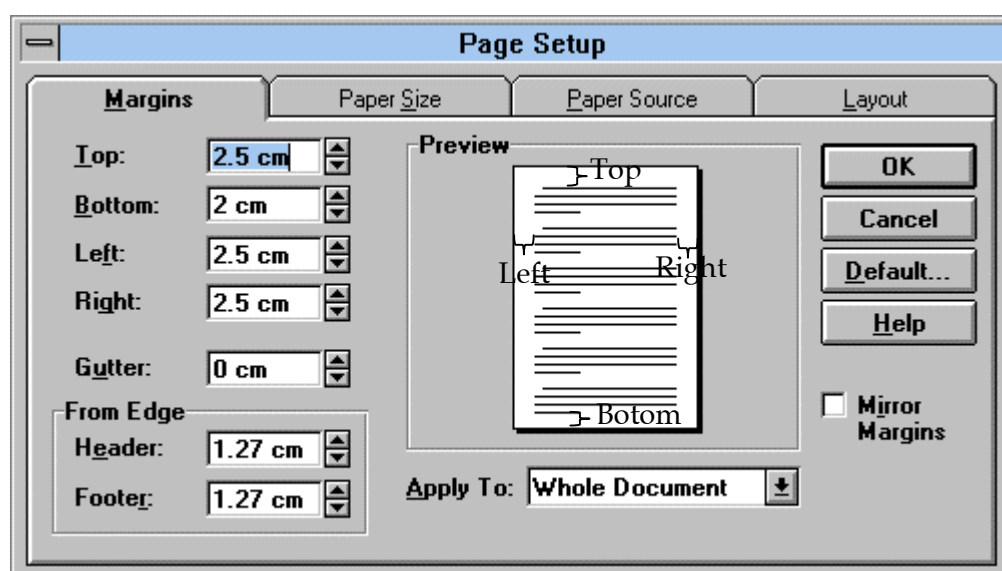 Page Setup
Margins Paper Size Paper Source Layout
Top: 2.5 cm
Bottom: 2 cm
Left: 2.5 cm
Right: 2.5 cm
Gutter: 0 cm
From Edge
Header: 1.27 cm
Footer: 1.27 cm
Preview
Top
Left Right
Botom
Apply To: Whole Document
OK
Cancel
Default...
Help
Mirror
Margins